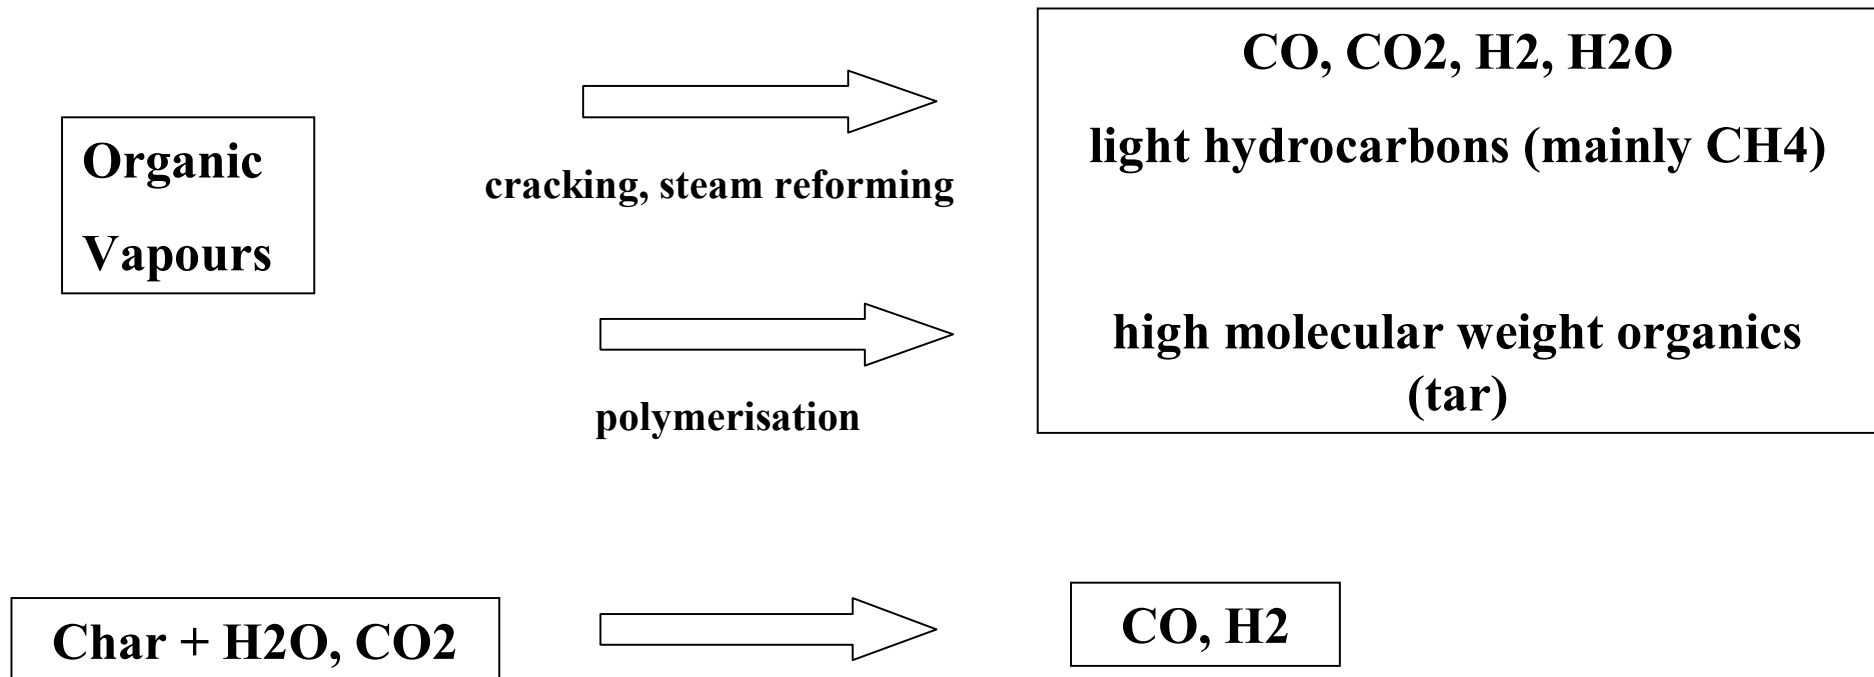 CO, CO2, H2, H2O
light hydrocarbons (mainly CH4)
Organic
Vapours
cracking, steam reforming
high molecular weight organics
(tar)
polymerisation
Char + H2O, CO2
CO, H2